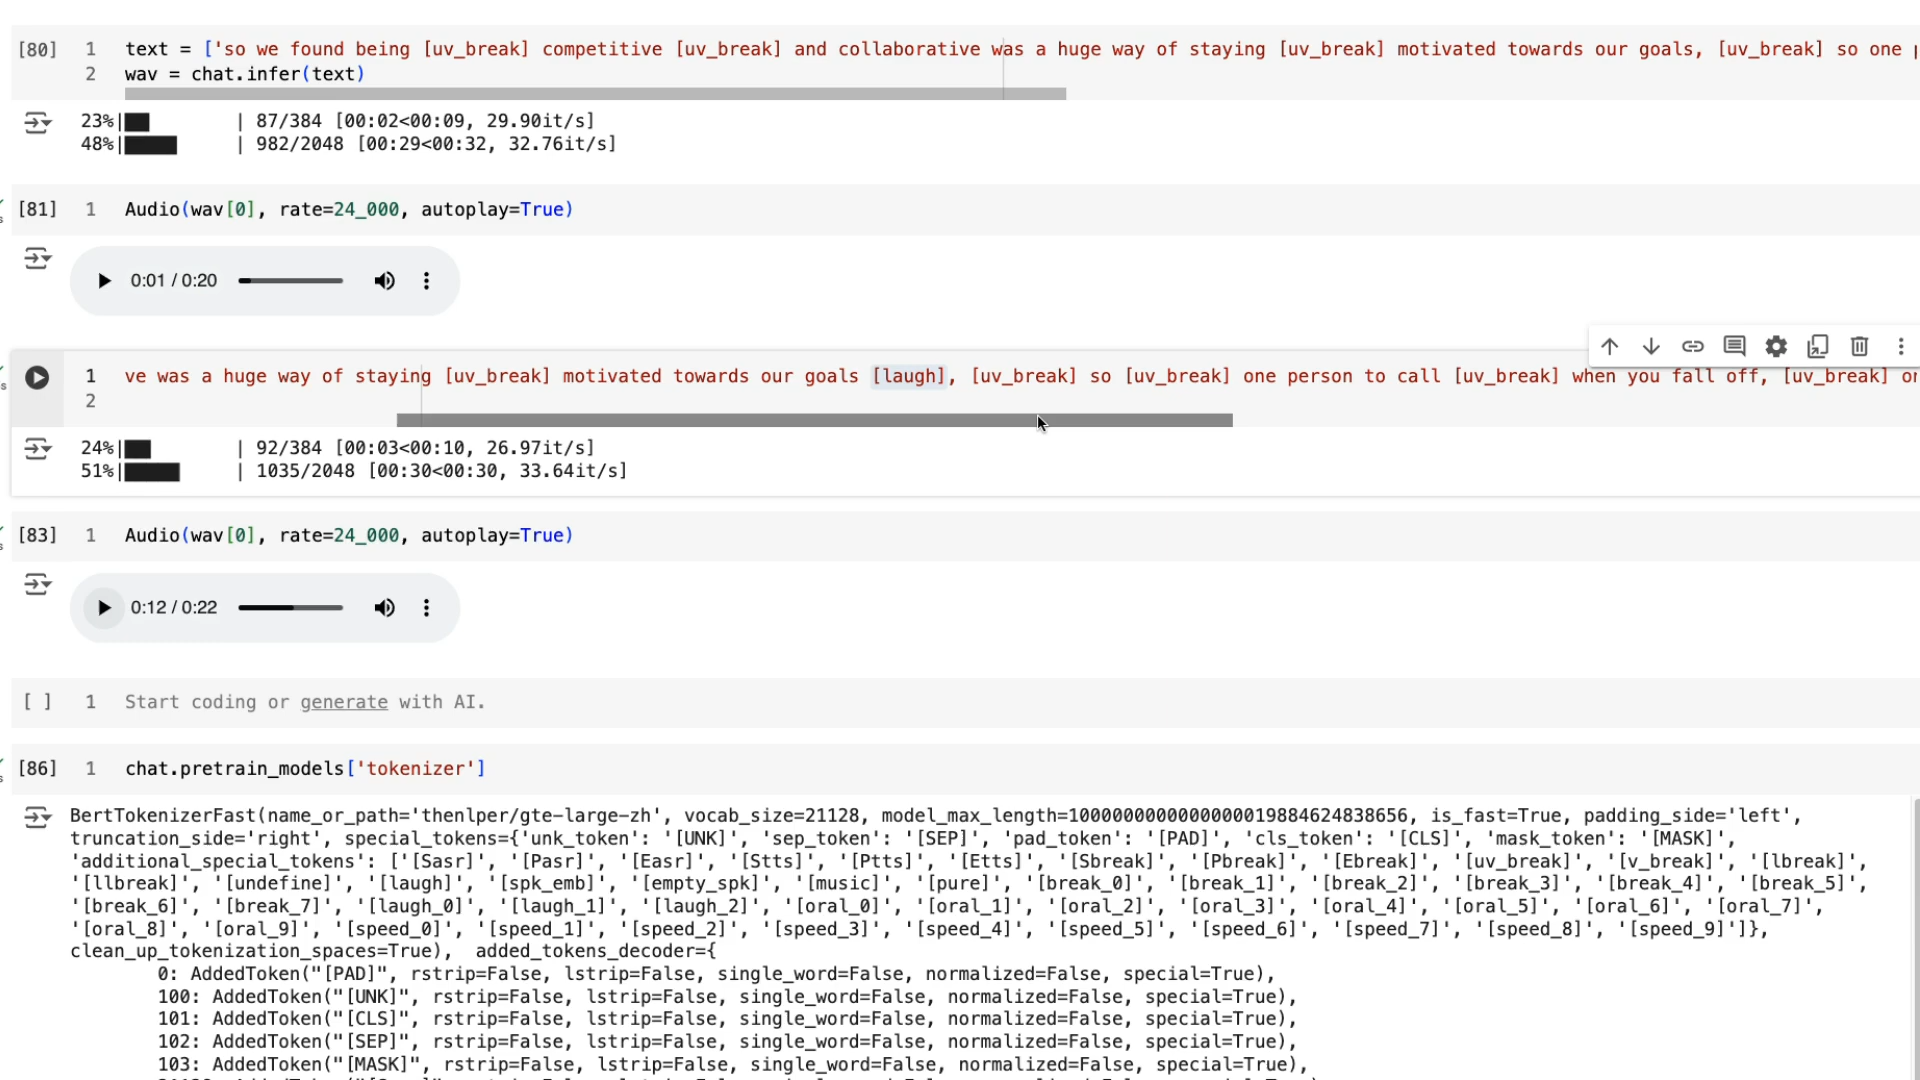 [80] 1 text = ['so we found being [uv_break] competitive [uv_break] and collaborative was a huge way of staying [uv_break] motivated towards our goals, [uv_break] so one
2 wav = chat.infer(text)
23%| | 87/384 [00:02<00:09, 29.90it/s]
48%| | 982/2048 [00:29<00:32, 32.76it/s]
[81] 1 Audio(wav[0], rate=24_000, autoplay=True)
0:01 / 0:20
1 ve was a huge way of staying [uv_break] motivated towards our goals [laugh], [uv_break] so [uv_break] one person to call [uv_break] when you fall off, [uv_break] or
2
24%| | 92/384 [00:03<00:10, 26.97it/s]
51%| | 1035/2048 [00:30<00:30, 33.64it/s]
[83] 1 Audio(wav[0], rate=24_000, autoplay=True)
0:12 / 0:22
[ ] 1 Start coding or generate with AI.
[86] 1 chat.pretrain_models['tokenizer']
BertTokenizerFast(name_or_path='thenlper/gte-large-zh', vocab_size=21128, model_max_length=1000000000000000019884624838656, is_fast=True, padding_side='left',
truncation_side='right', special_tokens={'unk_token': '[UNK]', 'sep_token': '[SEP]', 'pad_token': '[PAD]', 'cls_token': '[CLS]', 'mask_token': '[MASK]',
'additional_special_tokens': ['[Sasr]', '[Pasr]', '[Easr]', '[Stts]', '[Ptts]', '[Etts]', '[Sbreak]', '[Pbreak]', '[Ebreak]', '[uv_break]', '[v_break]', '[lbreak]',
'[llbreak]', '[undefine]', '[laugh]', '[spk_emb]', '[empty_spk]', '[music]', '[pure]', '[break_0]', '[break_1]', '[break_2]', '[break_3]', '[break_4]', '[break_5]',
'[break_6]', '[break_7]', '[laugh_0]', '[laugh_1]', '[laugh_2]', '[oral_0]', '[oral_1]', '[oral_2]', '[oral_3]', '[oral_4]', '[oral_5]', '[oral_6]', '[oral_7]',
'[oral_8]', '[oral_9]', '[speed_0]', '[speed_1]', '[speed_2]', '[speed_3]', '[speed_4]', '[speed_5]', '[speed_6]', '[speed_7]', '[speed_8]', '[speed_9]']},
clean_up_tokenization_spaces=True), added_tokens_decoder={
0: AddedToken("[PAD]", rstrip=False, lstrip=False, single_word=False, normalized=False, special=True),
100: AddedToken("[UNK]", rstrip=False, lstrip=False, single_word=False, normalized=False, special=True),
101: AddedToken("[CLS]", rstrip=False, lstrip=False, single_word=False, normalized=False, special=True),
102: AddedToken("[SEP]", rstrip=False, lstrip=False, single_word=False, normalized=False, special=True),
103: AddedToken("[MASK]", rstrip=False, lstrip=False, single_word=False, normalized=False, special=True),